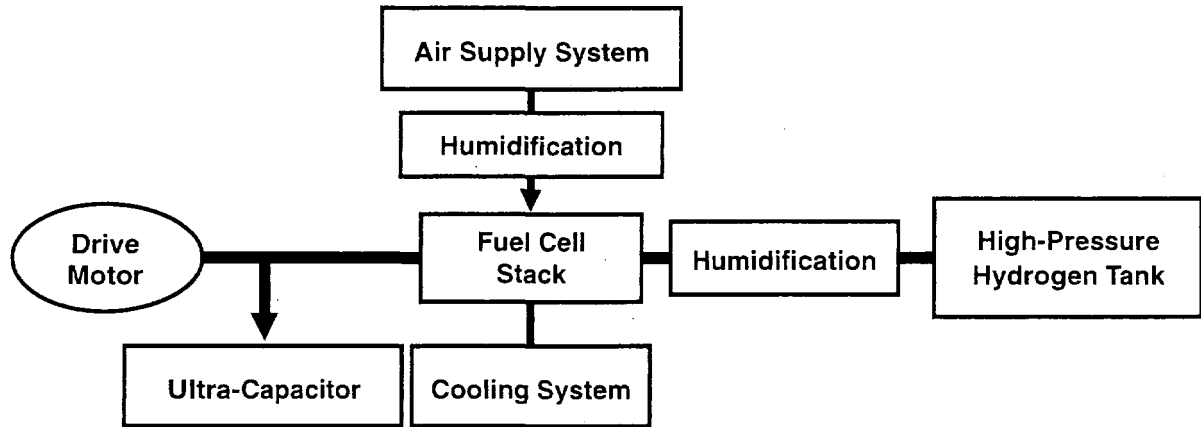 Air Supply System
Humidification
Drive
Motor
Fuel Cell
Stack
Humidification
High-Pressure
Hydrogen Tank
Ultra-Capacitor
Cooling System